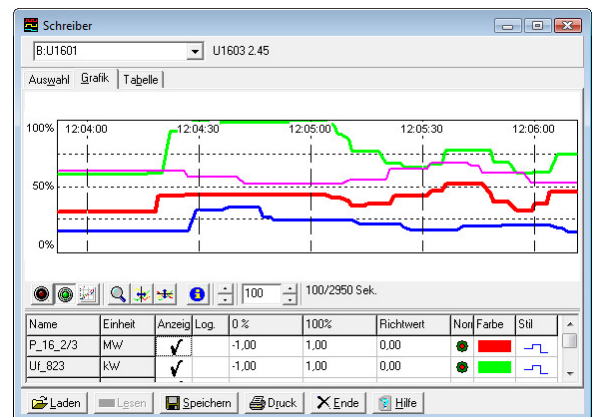 Schreiber
B:U1601 U1603 2.45
Auswahl Grafik Tabelle
100% 12:04:00 12:04:30 12:05:00 12:05:30 12:06:00
50%
0%
100 100/2950 Sek.
Name Einheit Anzeig Log. 0 % 100% Richtwert Nor Farbe Stil
P_16_2/3 MW -1,00 1,00 0,00
Uf_823 kW -1,00 1,00 0,00
Laden Lesen Speichern Druck Ende Hilfe